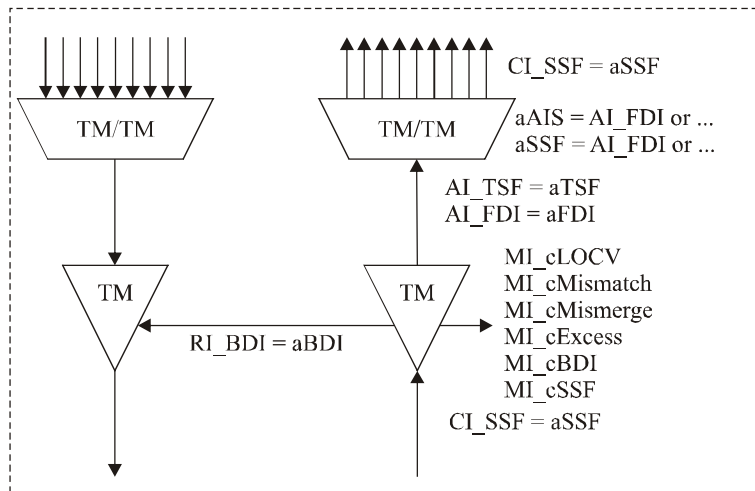 CI_SSF = aSSF
TM/TM
TM/TM
aAIS = AI_FDI or ...
aSSF = AI_FDI or ...
AI_TSF = aTSF
AI_FDI = aFDI
TM
TM
MI_cLOCV
MI_cMismatch
MI_cMismerge
MI_cExcess
MI_cBDI
MI_cSSF
RI_BDI = aBDI
CI_SSF = aSSF